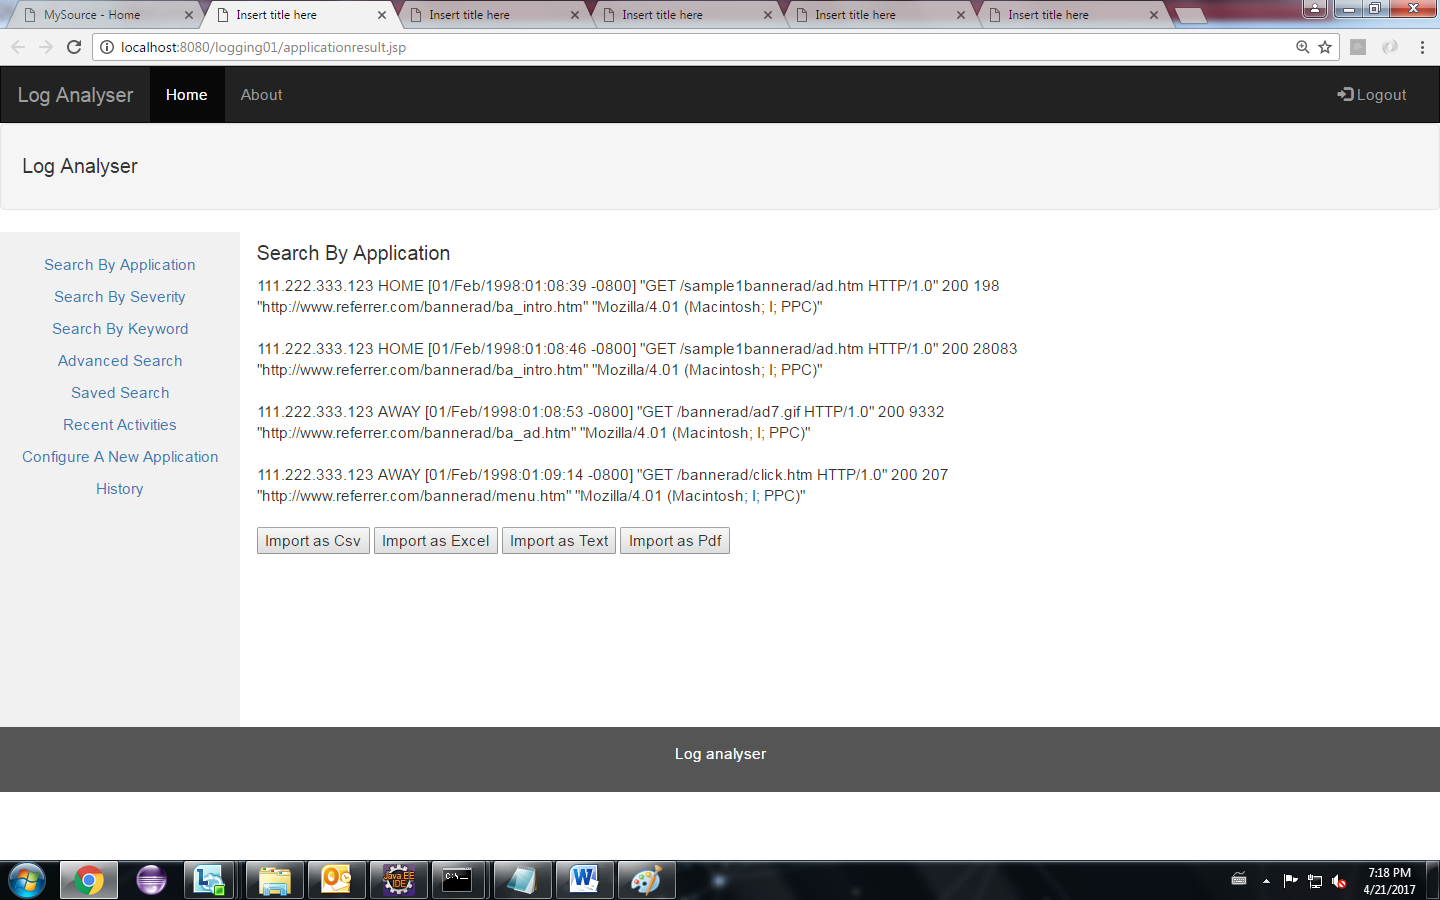 MySource - Home
Insert title here
Insert title here
Insert title here
Insert title here
Insert title here
localhost:8080/logging01/applicationresult.jsp
Log Analyser Home About Logout
Log Analyser
Search By Application
Search By Severity
Search By Keyword
Advanced Search
Saved Search
Recent Activities
Configure A New Application
History
Search By Application
111.222.333.123 HOME [01/Feb/1998:01:08:39 -0800] "GET /sample1bannerad/ad.htm HTTP/1.0" 200 198
"http://www.referrer.com/bannerad/ba_intro.htm" "Mozilla/4.01 (Macintosh; I; PPC)"
111.222.333.123 HOME [01/Feb/1998:01:08:46 -0800] "GET /sample1bannerad/ad.htm HTTP/1.0" 200 28083
"http://www.referrer.com/bannerad/ba_intro.htm" "Mozilla/4.01 (Macintosh; I; PPC)"
111.222.333.123 AWAY [01/Feb/1998:01:08:53 -0800] "GET /bannerad/ad7.gif HTTP/1.0" 200 9332
"http://www.referrer.com/bannerad/ba_ad.htm" "Mozilla/4.01 (Macintosh; I; PPC)"
111.222.333.123 AWAY [01/Feb/1998:01:09:14 -0800] "GET /bannerad/click.htm HTTP/1.0" 200 207
"http://www.referrer.com/bannerad/menu.htm" "Mozilla/4.01 (Macintosh; I; PPC)"
Import as Csv Import as Excel Import as Text Import as Pdf
Log analyser
Java EE
IDE
C:\_
7:18 PM
4/21/2017